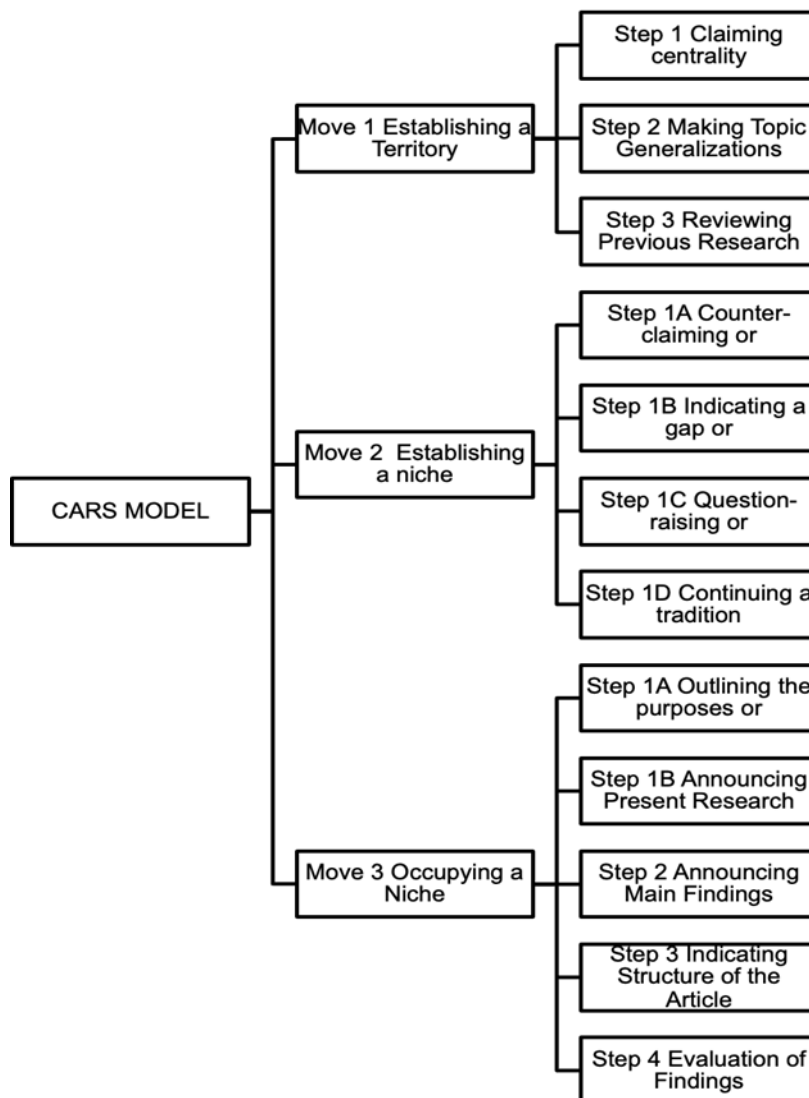 Step 1 Claiming
centrality
Move 1 Establishing a
Territory
Step 2 Making Topic
Generalizations
Step 3 Reviewing
Previous Research
Step 1A Counter-
claiming or
Step 1B Indicating a
gap or
Move 2 Establishing
a niche
CARS MODEL
Step 1C Question-
raising or
Step 1D Continuing a
tradition
Step 1A Outlining the
purposes or
Step 1B Announcing
Present Research
Move 3 Occupying a
Niche
Step 2 Announcing
Main Findings
Step 3 Indicating
Structure of the
Article
Step 4 Evaluation of
Findings